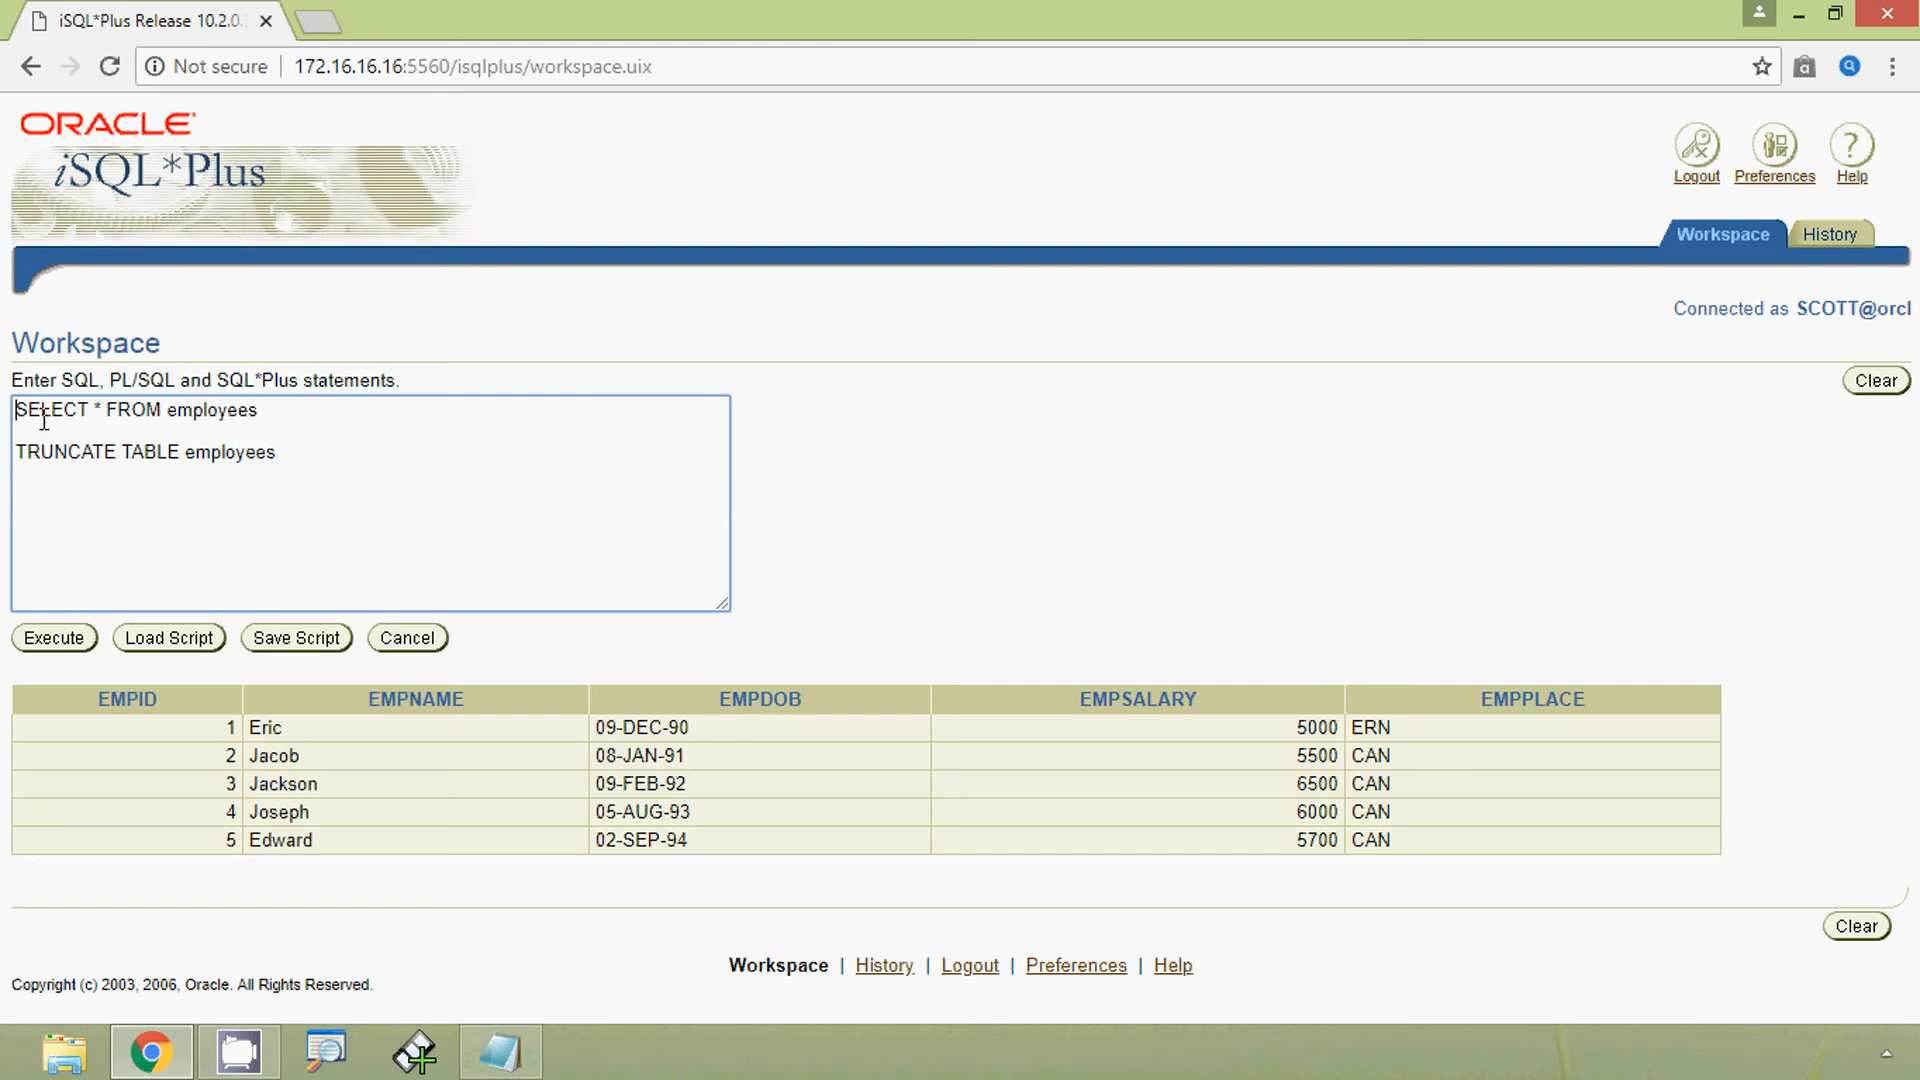 iSQL*Plus Release 10.2.0.
Not secure
172.16.16.16:5560/isqlplus/workspace.uix
ORACLE
iSQL*Plus
Logout
Preferences
Help
Workspace
History
Connected as SCOTT@orcl
Workspace
Enter SQL, PL/SQL and SQL*Plus statements.
Clear
SELECT * FROM employees
TRUNCATE TABLE employees
Execute
Load Script
Save Script
Cancel
EMPID EMPNAME EMPDOB EMPSALARY EMPPLACE
1 Eric 09-DEC-90 5000 ERN
2 Jacob 08-JAN-91 5500 CAN
3 Jackson 09-FEB-92 6500 CAN
4 Joseph 05-AUG-93 6000 CAN
5 Edward 02-SEP-94 5700 CAN
Clear
Workspace | History | Logout | Preferences | Help
Copyright (c) 2003, 2006, Oracle. All Rights Reserved.